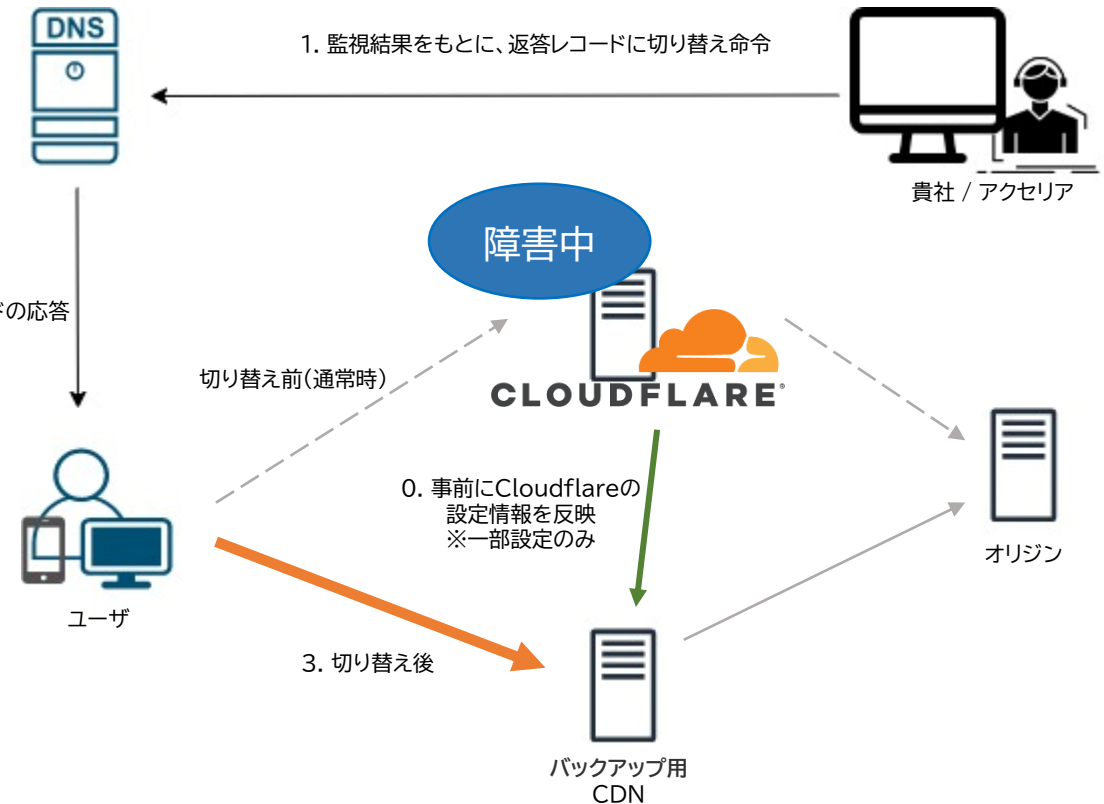 DNS
1. 監視結果をもとに、返答レコードに切り替え命令
貴社 / アクセリア
障害中
ドの応答
切り替え前(通常時)
CLOUDFLARE®
0. 事前にCloudflareの
設定情報を反映
※一部設定のみ
オリジン
ユーザ
3. 切り替え後
バックアップ用
CDN